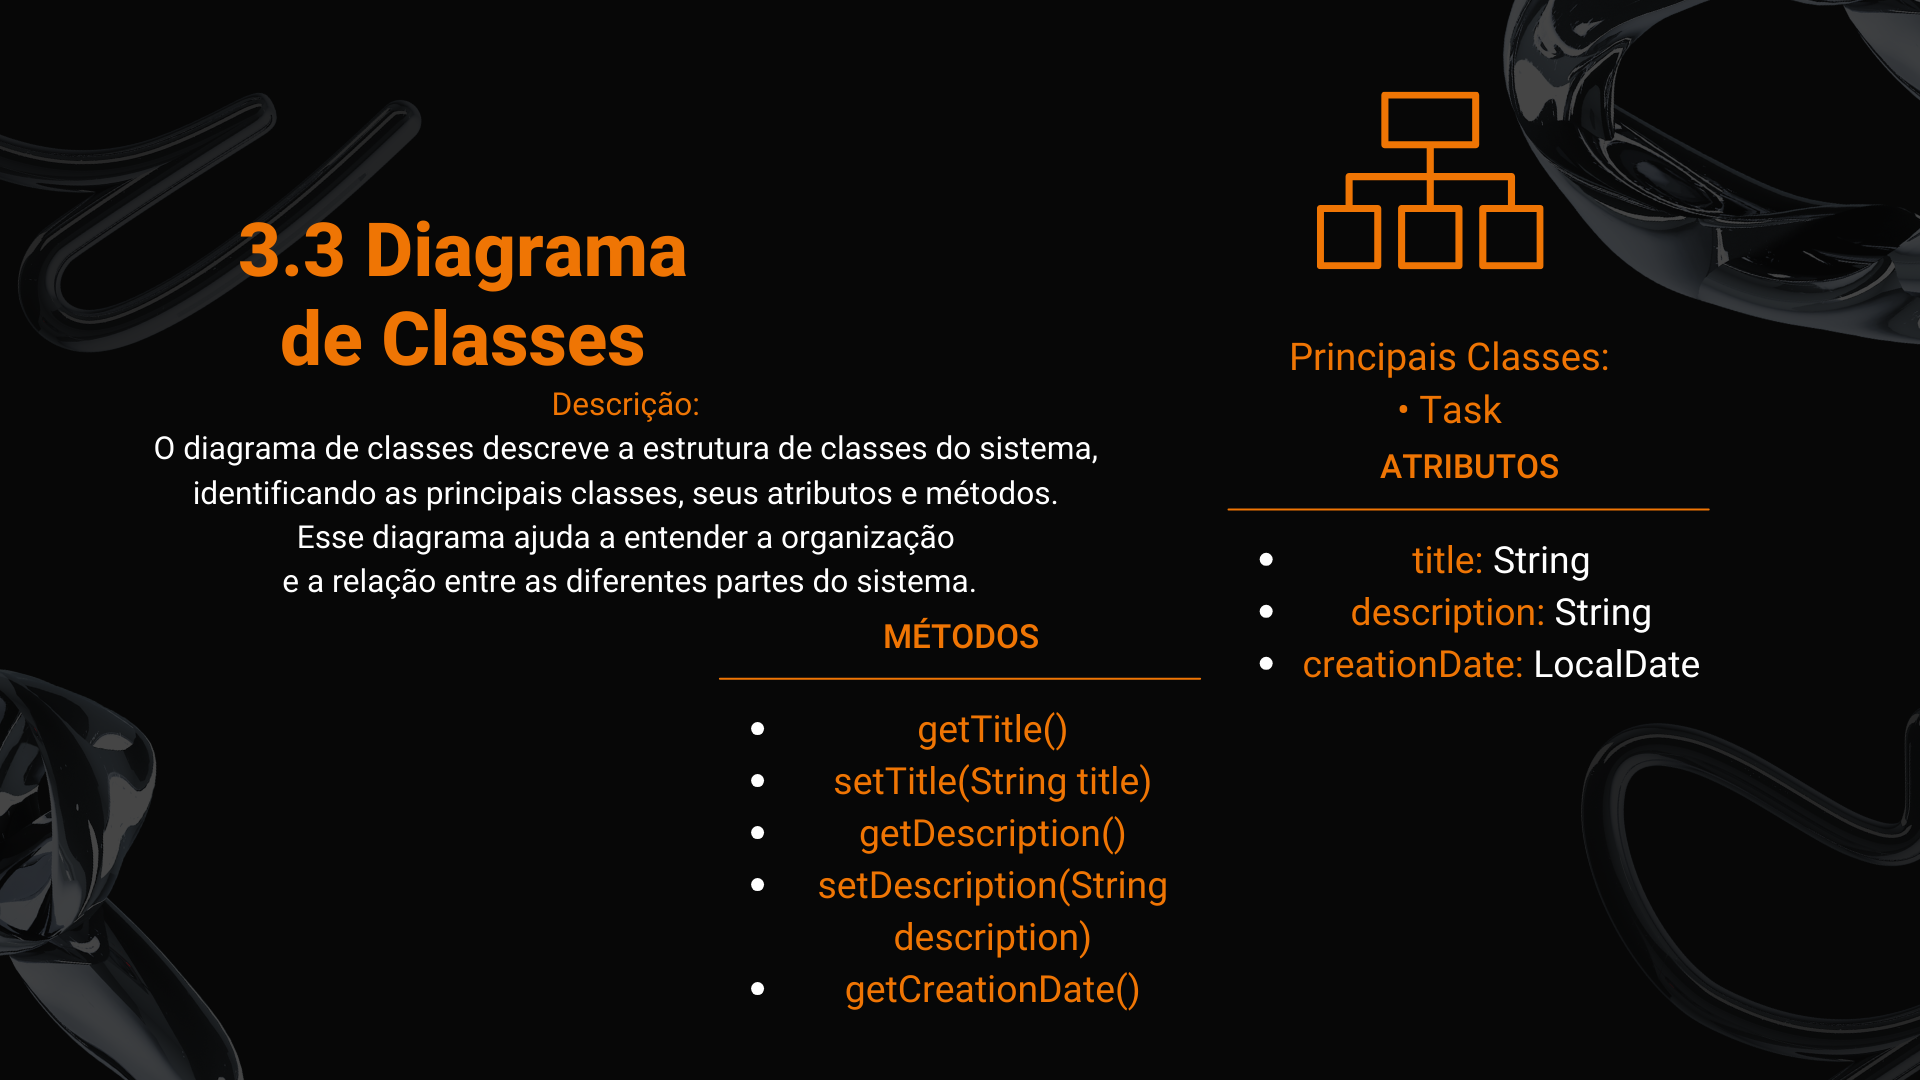 3.3 Diagrama
de Classes
Descrição:
O diagrama de classes descreve a estrutura de classes do sistema,
identificando as principais classes, seus atributos e métodos.
Esse diagrama ajuda a entender a organização
e a relação entre as diferentes partes do sistema.
MÉTODOS
• getTitle()
• setTitle(String title)
• getDescription()
• setDescription(String
description)
• getCreationDate()
Principais Classes:
• Task
ATRIBUTOS
• title: String
• description: String
• creationDate: LocalDate